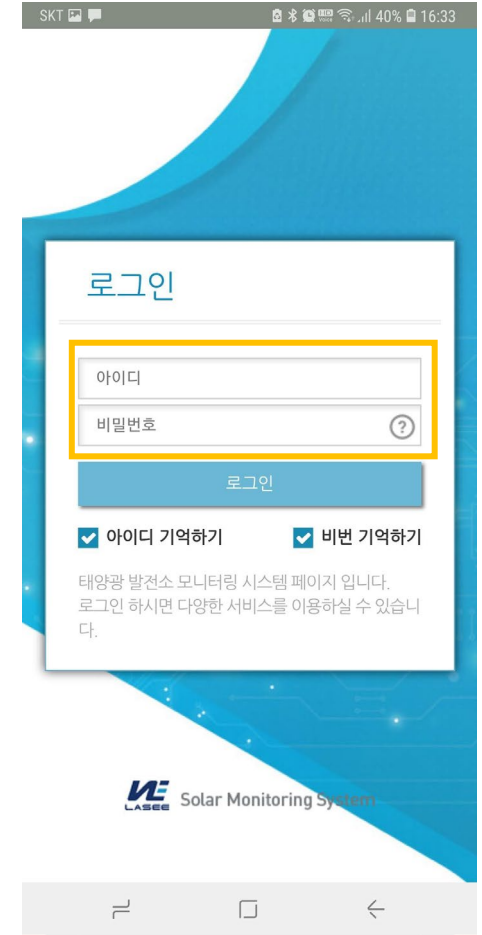 SKT 40% 16:33
로그인
아이디
비밀번호 ?
로그인
아이디 기억하기 비번 기억하기
태양광 발전소 모니터링 시스템 페이지 입니다.
로그인 하시면 다양한 서비스를 이용하실 수 있습니
다.
LASEE Solar Monitoring System